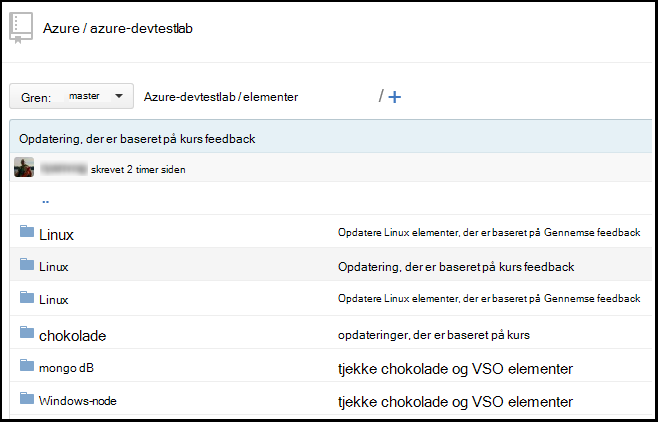 Azure / azure-devtestlab
Gren: master Azure-devtestlab / elementer / +
Opdatering, der er baseret på kurs feedback
skrevet 2 timer siden
..
Linux Opdatere Linux elementer, der er baseret på Gennemse feedback
Linux Opdatering, der er baseret på kurs feedback
Linux Opdatere Linux elementer, der er baseret på Gennemse feedback
chokolade opdateringer, der er baseret på kurs
mongo dB tjekke chokolade og VSO elementer
Windows-node tjekke chokolade og VSO elementer